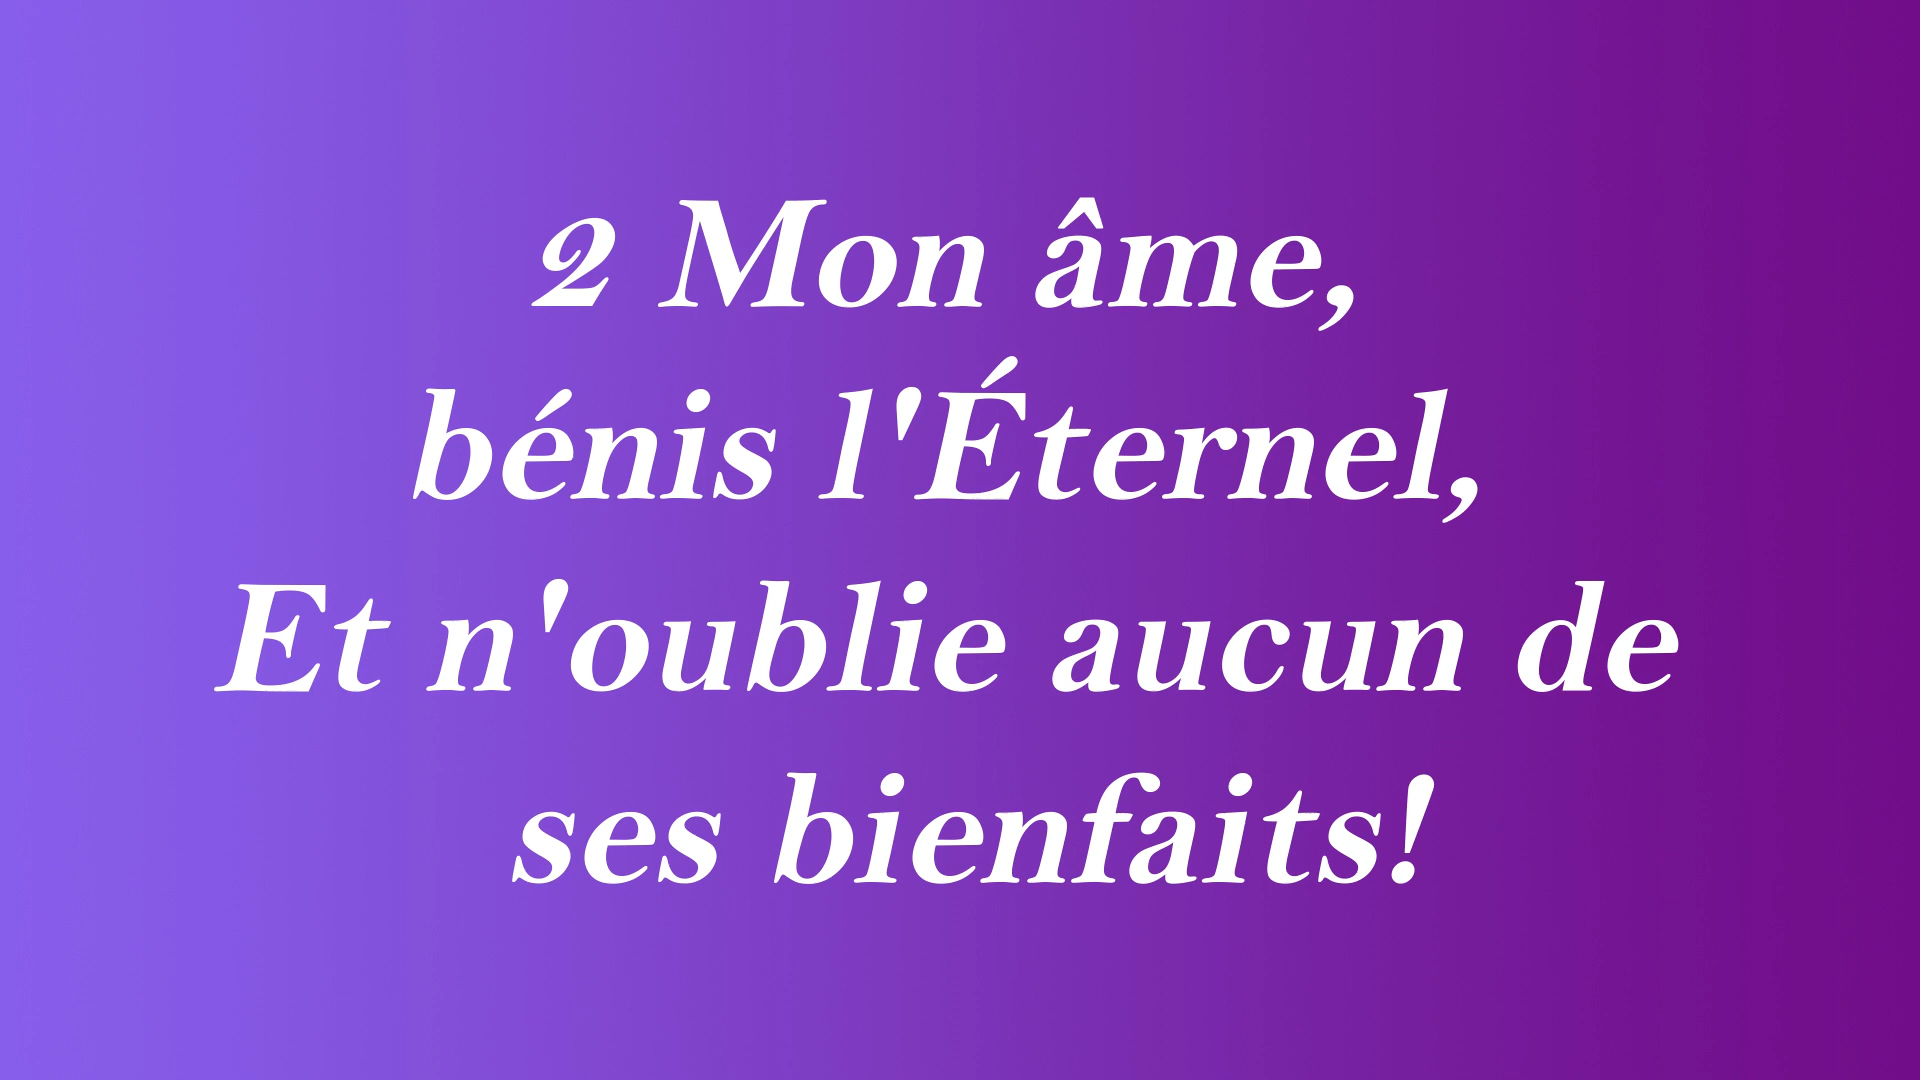 2 Mon âme,
bénis l'Éternel,
Et n'oublie aucun de
ses bienfaits!